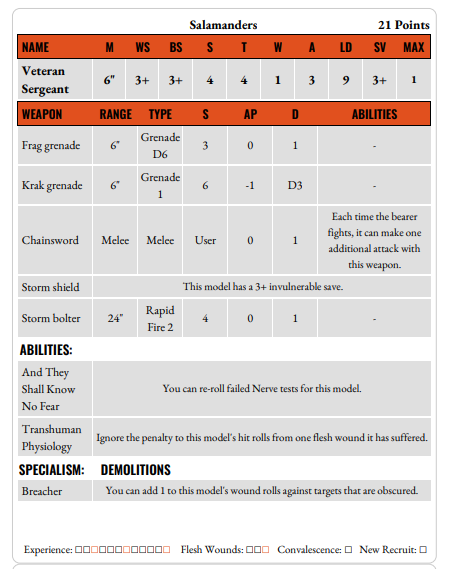 Salamanders 21 Points
NAME M WS BS S T W A LD SV MAX
Veteran
Sergeant
6" 3+ 3+ 4 4 1 3 9 3+ 1
WEAPON RANGE TYPE S AP D ABILITIES
Frag grenade 6" Grenade
D6
3 0 1 -
Krak grenade 6" Grenade
1
6 -1 D3 -
Chainsword Melee Melee User 0 1
Each time the bearer
fights, it can make one
additional attack with
this weapon.
Storm shield This model has a 3+ invulnerable save.
Storm bolter 24" Rapid
Fire 2
4 0 1 -
ABILITIES:
And They
Shall Know
No Fear
You can re-roll failed Nerve tests for this model.
Transhuman
Physiology
Ignore the penalty to this model's hit rolls from one flesh wound it has suffered.
SPECIALISM: DEMOLITIONS
Breacher You can add 1 to this model's wound rolls against targets that are obscured.
Experience: □□□□□□□□□□□□ Flesh Wounds: □□□ Convalescence: □ New Recruit: □